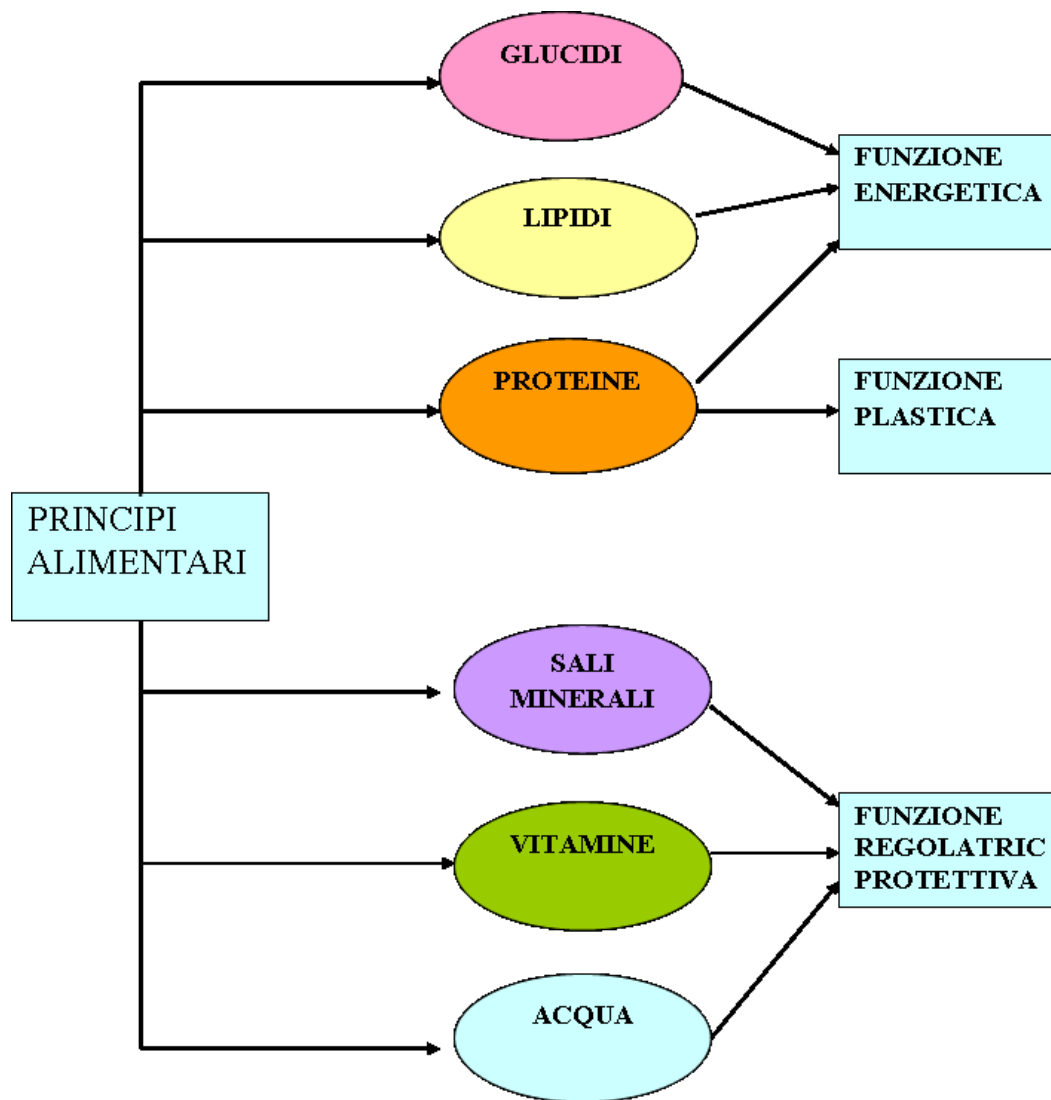 GLUCIDI
FUNZIONE
ENERGETICA
LIPIDI
PROTEINE
FUNZIONE
PLASTICA
PRINCIPI
ALIMENTARI
SALI
MINERALI
VITAMINE
FUNZIONE
REGOLATRIC
PROTETTIVA
ACQUA